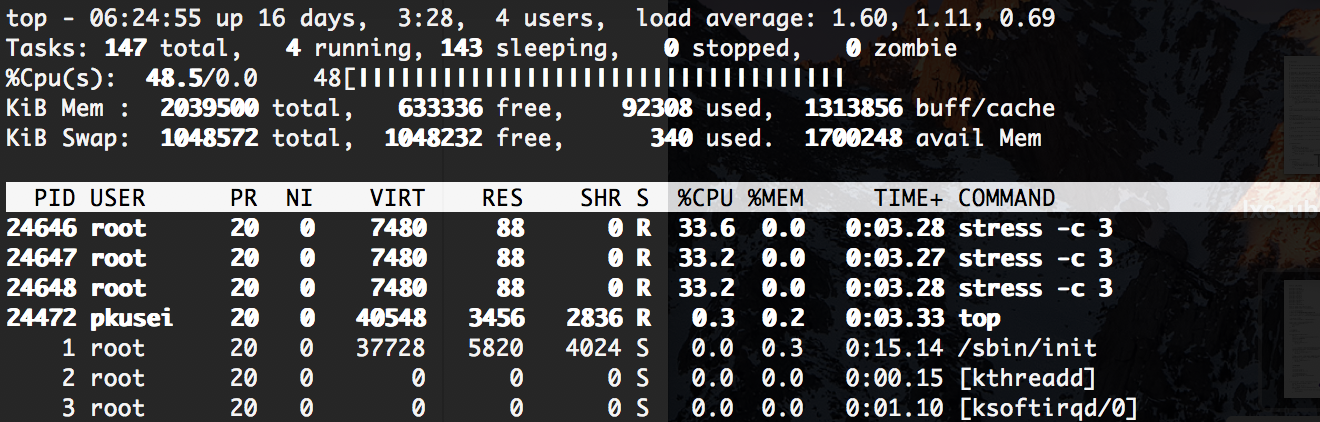 top - 06:24:55 up 16 days,  3:28,  4 users,  load average: 1.60, 1.11, 0.69
Tasks: 147 total,   4 running, 143 sleeping,   0 stopped,   0 zombie
%Cpu(s):  48.5/0.0    48[|||||||||||||||||||||||||||||||||||
KiB Mem :  2039500 total,   633336 free,    92308 used,  1313856 buff/cache
KiB Swap:  1048572 total,  1048232 free,      340 used.  1700248 avail Mem
  PID USER      PR  NI    VIRT    RES    SHR S  %CPU %MEM     TIME+ COMMAND
24646 root      20   0    7480     88      0 R  33.6  0.0   0:03.28 stress -c 3
24647 root      20   0    7480     88      0 R  33.2  0.0   0:03.27 stress -c 3
24648 root      20   0    7480     88      0 R  33.2  0.0   0:03.28 stress -c 3
24472 pkusei    20   0   40548   3456   2836 R   0.3  0.2   0:03.33 top
    1 root      20   0   37728   5820   4024 S   0.0  0.3   0:15.14 /sbin/init
    2 root      20   0       0      0      0 S   0.0  0.0   0:00.15 [kthreadd]
    3 root      20   0       0      0      0 S   0.0  0.0   0:01.10 [ksoftirqd/0]